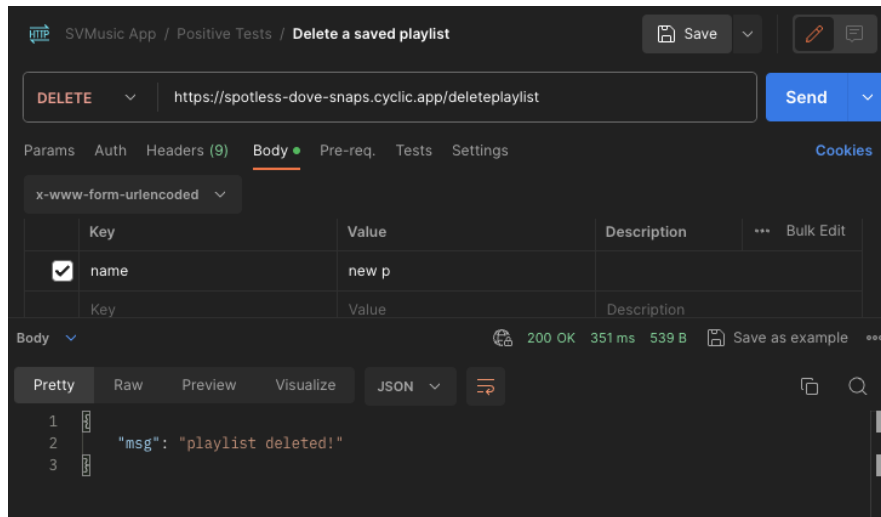 HTTP SVMusic App / Positive Tests / Delete a saved playlist Save
DELETE https://spotless-dove-snaps.cyclic.app/deleteplaylist Send
Params Auth Headers (9) Body Pre-req. Tests Settings Cookies
x-www-form-urlencoded
Key Value Description ••• Bulk Edit
name new p
Key Value Description
Body 200 OK 351 ms 539 B Save as example •••
Pretty Raw Preview Visualize JSON
1 {
2 "msg": "playlist deleted!"
3 }